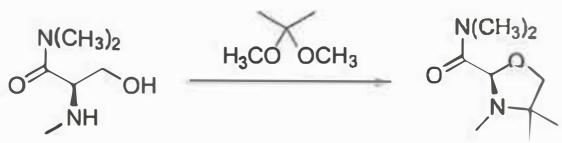 N(CH₃)₂
O
OH
NH
H₃CO OCH₃
N(CH₃)₂
O
O
N